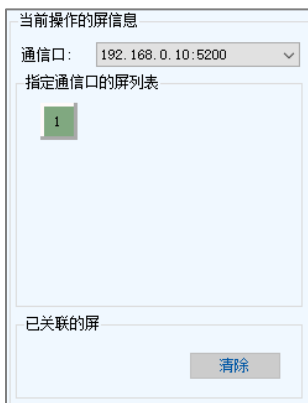 当前操作的屏信息
通信口: 192.168.0.10:5200
指定通信口的屏列表
1
已关联的屏
清除